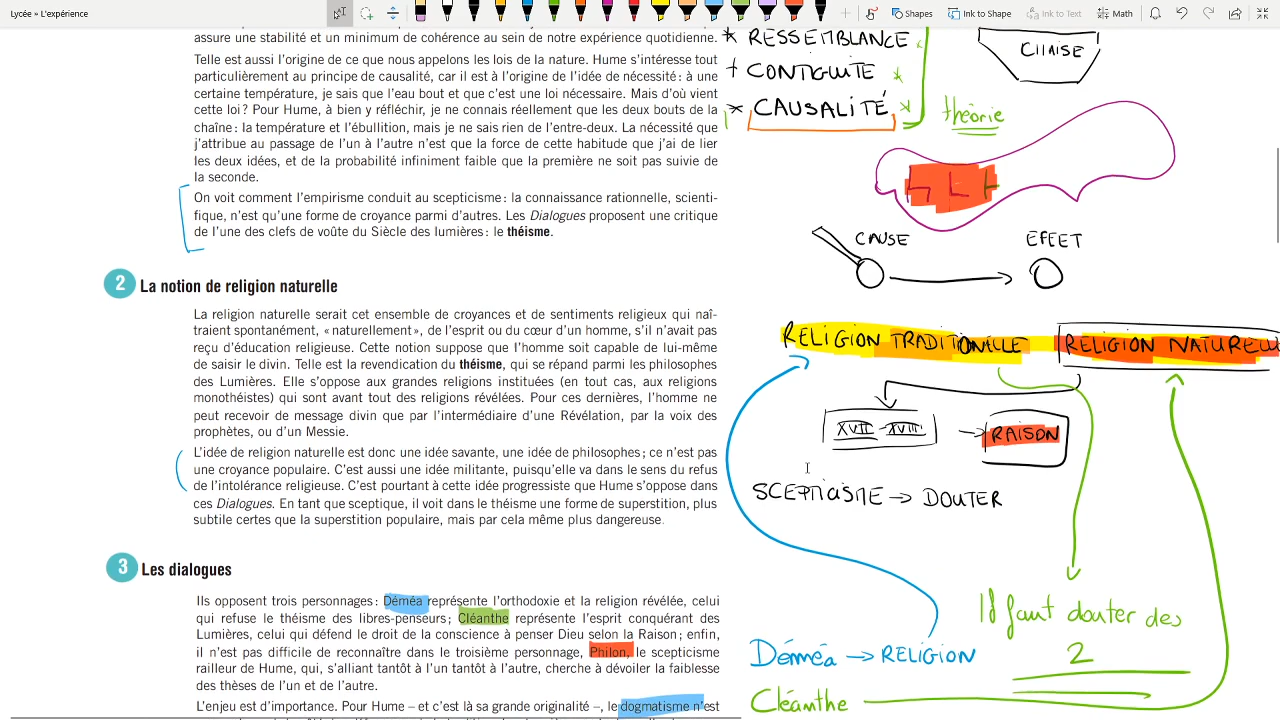 Lycée » L'expérience
Shapes
Ink to Shape
Ink to Text
Math
assure une stabilité et un minimum de cohérence au sein de notre expérience quotidienne.
Telle est aussi l'origine de ce que nous appelons les lois de la nature. Hume s'intéresse tout
particulièrement au principe de causalité, car il est à l'origine de l'idée de nécessité : à une
certaine température, je sais que l'eau bout et que c'est une loi nécessaire. Mais d'où vient
cette loi ? Pour Hume, à bien y réfléchir, je ne connais réellement que les deux bouts de la
chaîne : la température et l'ébullition, mais je ne sais rien de l'entre-deux. La nécessité que
j'attribue au passage de l'un à l'autre n'est que la force de cette habitude que j'ai de lier
les deux idées, et de la probabilité infiniment faible que la première ne soit pas suivie de
la seconde.
On voit comment l'empirisme conduit au scepticisme : la connaissance rationnelle, scienti-
fique, n'est qu'une forme de croyance parmi d'autres. Les Dialogues proposent une critique
de l'une des clefs de voûte du Siècle des lumières : le théisme.
2 La notion de religion naturelle
La religion naturelle serait cet ensemble de croyances et de sentiments religieux qui naî-
traient spontanément, « naturellement », de l'esprit ou du cœur d'un homme, s'il n'avait pas
reçu d'éducation religieuse. Cela suppose que l'homme soit capable de lui-même
de saisir le divin. Telle est la revendication du théisme, qui se répand parmi les philosophes
des Lumières. Elle s'oppose aux grandes religions instituées (en tout cas, aux religions
monothéistes) qui sont avant tout des religions révélées. Pour ces dernières, l'homme ne
peut recevoir de message divin que par l'intermédiaire d'une Révélation, par la voix des
prophètes, ou d'un Messie.
L'idée de religion naturelle est donc une idée savante, une idée de philosophes ; ce n'est pas
une croyance populaire. C'est aussi une idée militante, puisqu'elle va dans le sens du refus
de l'intolérance religieuse. C'est pourtant à cette idée progressiste que Hume s'oppose dans
ces Dialogues. En tant que sceptique, il voit dans le théisme une forme de superstition, plus
subtile certes que la superstition populaire, mais par cela même plus dangereuse.
3 Les dialogues
Ils opposent trois personnages : Déméa représente l'orthodoxie et la religion révélée, celui
qui refuse le théisme des libres-penseurs ; Cléanthe représente l'esprit conquérant des
Lumières, celui qui défend le droit de la conscience à penser Dieu selon la Raison ; enfin,
il n'est pas difficile de reconnaître dans le troisième personnage, Philon, le scepticisme
même de Hume, qui, s'alliant tantôt à l'un tantôt à l'autre, cherche à dévoiler la faiblesse
des thèses de l'un et de l'autre.
L'enjeu est d'importance. Pour Hume – et c'est là sa grande originalité –, le dogmatisme n'est
RESSEMBLANCE
CONTIGUITÉ
CAUSALITÉ
théorie
CHAISE
CAUSE
EFFET
RELIGION TRADITIONELLE
RELIGION NATURELLE
XVII - XVIII → RAISON
SCEPTICISME → DOUTER
Il faut douter des
2
Déméa → RELIGION
Cléanthe